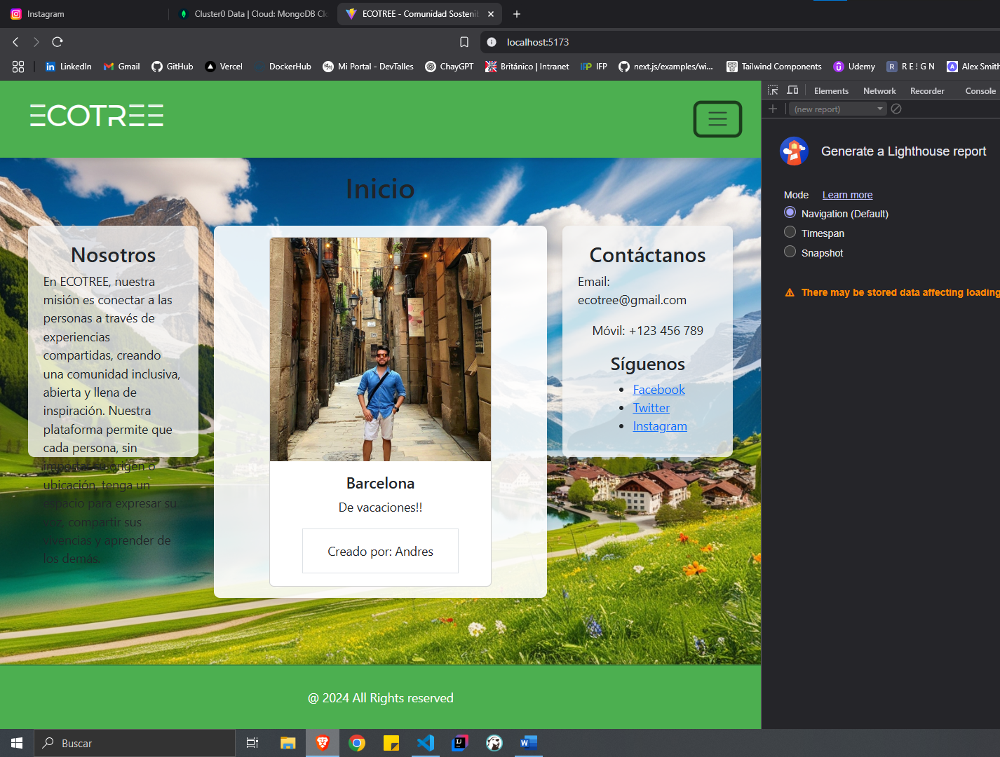 Instagram
Cluster0 Data | Cloud: MongoDB Clo
ECOTREE - Comunidad Sostenib
localhost:5173
LinkedIn
Gmail
GitHub
Vercel
DockerHub
Mi Portal - DevTalles
ChayGPT
Británico | Intranet
IFP
next.js/examples/wi...
Tailwind Components
Udemy
R E ! G N
Alex Smith
ECOTREE
Elements
Network
Recorder
Console
(new report)
Generate a Lighthouse report
Mode
Learn more
Navigation (Default)
Timespan
Snapshot
There may be stored data affecting loading
Inicio
Nosotros
En ECOTREE, nuestra
misión es conectar a las
personas a través de
experiencias
compartidas, creando
una comunidad inclusiva,
abierta y llena de
inspiración. Nuestra
plataforma permite que
cada persona, sin
importar su origen o
ubicación, tenga un
espacio para expresar su
voz, compartir sus
vivencias y aprender de
los demás.
Barcelona
De vacaciones!!
Creado por: Andres
Contáctanos
Email:
ecotree@gmail.com
Móvil: +123 456 789
Síguenos
Facebook
Twitter
Instagram
@ 2024 All Rights reserved
Buscar